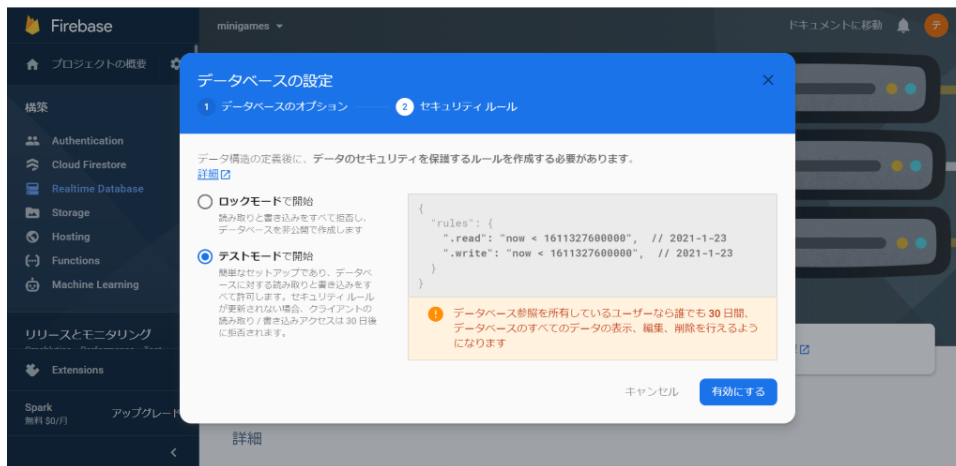 Firebase
minigames
ドキュメントに移動
テ
プロジェクトの概要
構築
Authentication
Cloud Firestore
Realtime Database
Storage
Hosting
Functions
Machine Learning
リリースとモニタリング
Extensions
Spark
無料 $0/月
アップグレード
データベースの設定
1 データベースのオプション
2 セキュリティ ルール
データ構造の定義後に、データのセキュリティを保護するルールを作成する必要があります。
詳細
ロックモードで開始
読み取りと書き込みをすべて拒否し、
データベースを非公開で作成します
テストモードで開始
簡単なセットアップであり、データベ
ースに対する読み取りと書き込みをす
べて許可します。セキュリティ ルール
が更新されない場合、クライアントの
読み取り / 書き込みアクセスは 30 日後
に拒否されます。
{
"rules": {
".read": "now < 1611327600000", // 2021-1-23
".write": "now < 1611327600000", // 2021-1-23
}
}
データベース参照を所有しているユーザーなら誰でも 30 日間、
データベースのすべてのデータの表示、編集、削除を行えるよう
になります
キャンセル
有効にする
詳細